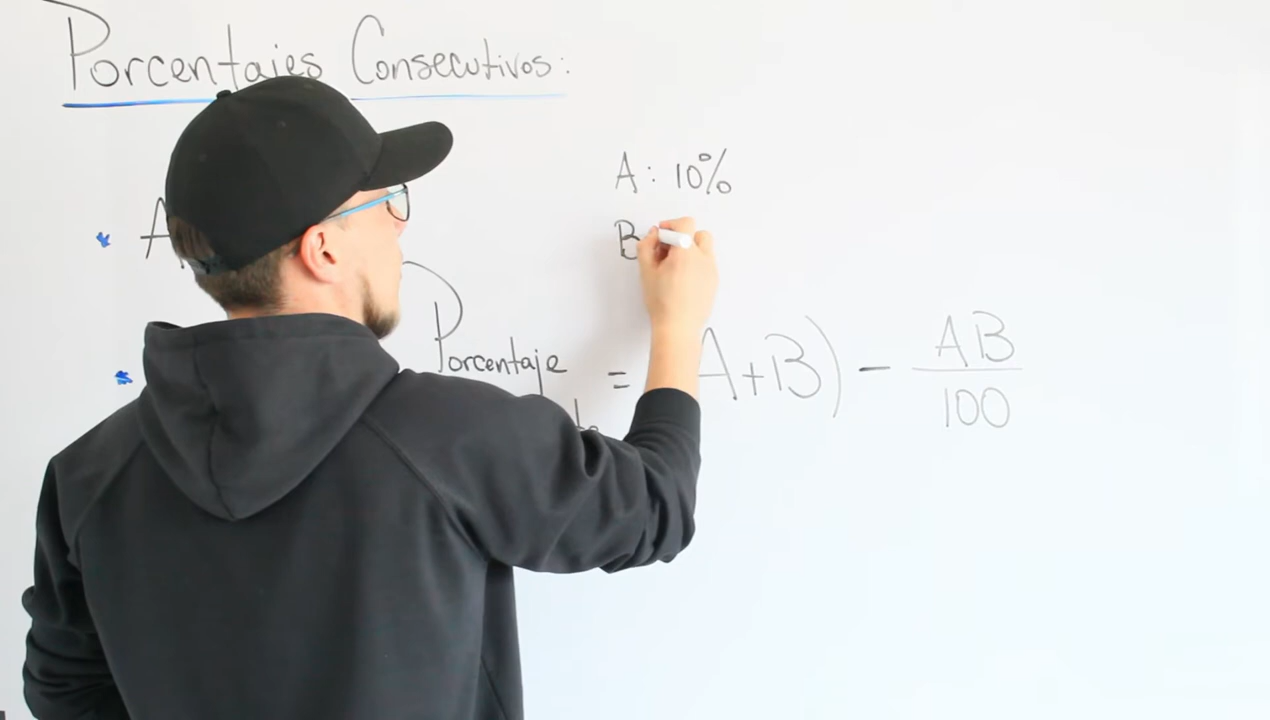 Porcentajes Consecutivos:
A: 10%
B
A
Porcentaje
= A+B) - AB
100